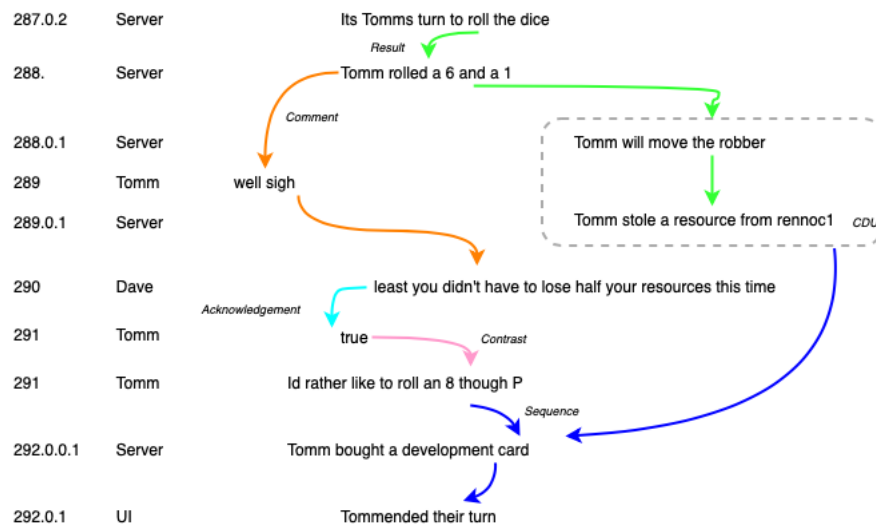 287.0.2 Server Its Tomms turn to roll the dice
Result
288. Server Tomm rolled a 6 and a 1
Comment
288.0.1 Server Tomm will move the robber
289 Tomm well sigh
289.0.1 Server Tomm stole a resource from rennoc1 CDU
290 Dave least you didn't have to lose half your resources this time
Acknowledgement
291 Tomm true Contrast
291 Tomm Id rather like to roll an 8 though P
Sequence
292.0.0.1 Server Tomm bought a development card
292.0.1 UI Tommended their turn